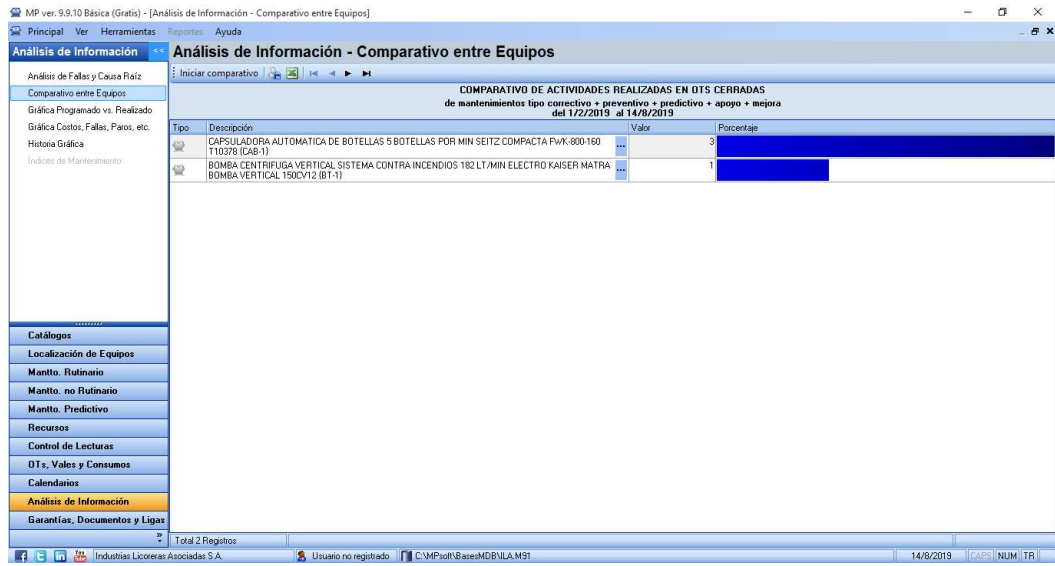 MP ver. 9.9.10 Básica (Gratis) - [Análisis de Información - Comparativo entre Equipos]
Principal Ver Herramientas Reportes Ayuda
Análisis de Información <<
Análisis de Información - Comparativo entre Equipos
Análisis de Fallas y Causa Raíz
Comparativo entre Equipos
Gráfica Programado vs. Realizado
Gráfica Costos, Fallas, Paros, etc.
Historia Gráfica
Índices de Mantenimiento
Iniciar comparativo
COMPARATIVO DE ACTIVIDADES REALIZADAS EN OTS CERRADAS
de mantenimientos tipo correctivo + preventivo + predictivo + apoyo + mejora
del 1/2/2019 al 14/8/2019
Tipo Descripción Valor Porcentaje
CAPSULADORA AUTOMATICA DE BOTELLAS 5 BOTELLAS POR MIN SEITZ COMPACTA FWK-800-160 ... 3
T10378 {CAB-1}
BOMBA CENTRIFUGA VERTICAL SISTEMA CONTRA INCENDIOS 182 LT/MIN ELECTRO KAISER MATRA ... 1
BOMBA VERTICAL 150CV12 {BT-1}
Catálogos
Localización de Equipos
Mantto. Rutinario
Mantto. no Rutinario
Mantto. Predictivo
Recursos
Control de Lecturas
OTs, Vales y Consumos
Calendarios
Análisis de Información
Garantías, Documentos y Ligas
Total 2 Registros
Industrias Licoreras Asociadas S.A. Usuario no registrado C:\MPsoft\BasesMDB\ILA.M91 14/8/2019 CAPS NUM TR